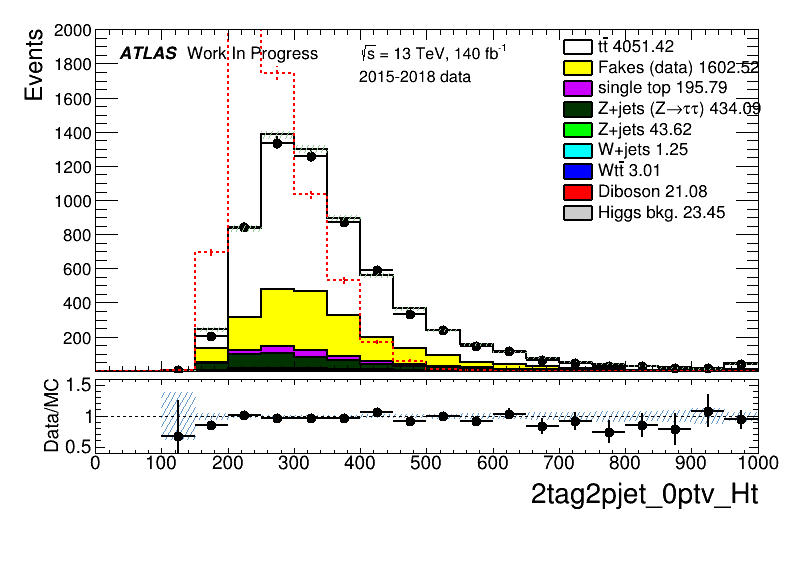 2000
1800
1600
1400
1200
1000
800
600
400
200
Events
ATLAS Work In Progress
√s = 13 TeV, 140 fb⁻¹
2015-2018 data
tt̄ 4051.42
Fakes (data) 1602.52
single top 195.79
Z+jets (Z→ττ) 434.09
Z+jets 43.62
W+jets 1.25
Wtt̄ 3.01
Diboson 21.08
Higgs bkg. 23.45
1.5
1
0.5
Data/MC
0 100 200 300 400 500 600 700 800 900 1000
2tag2pjet_0ptv_Ht